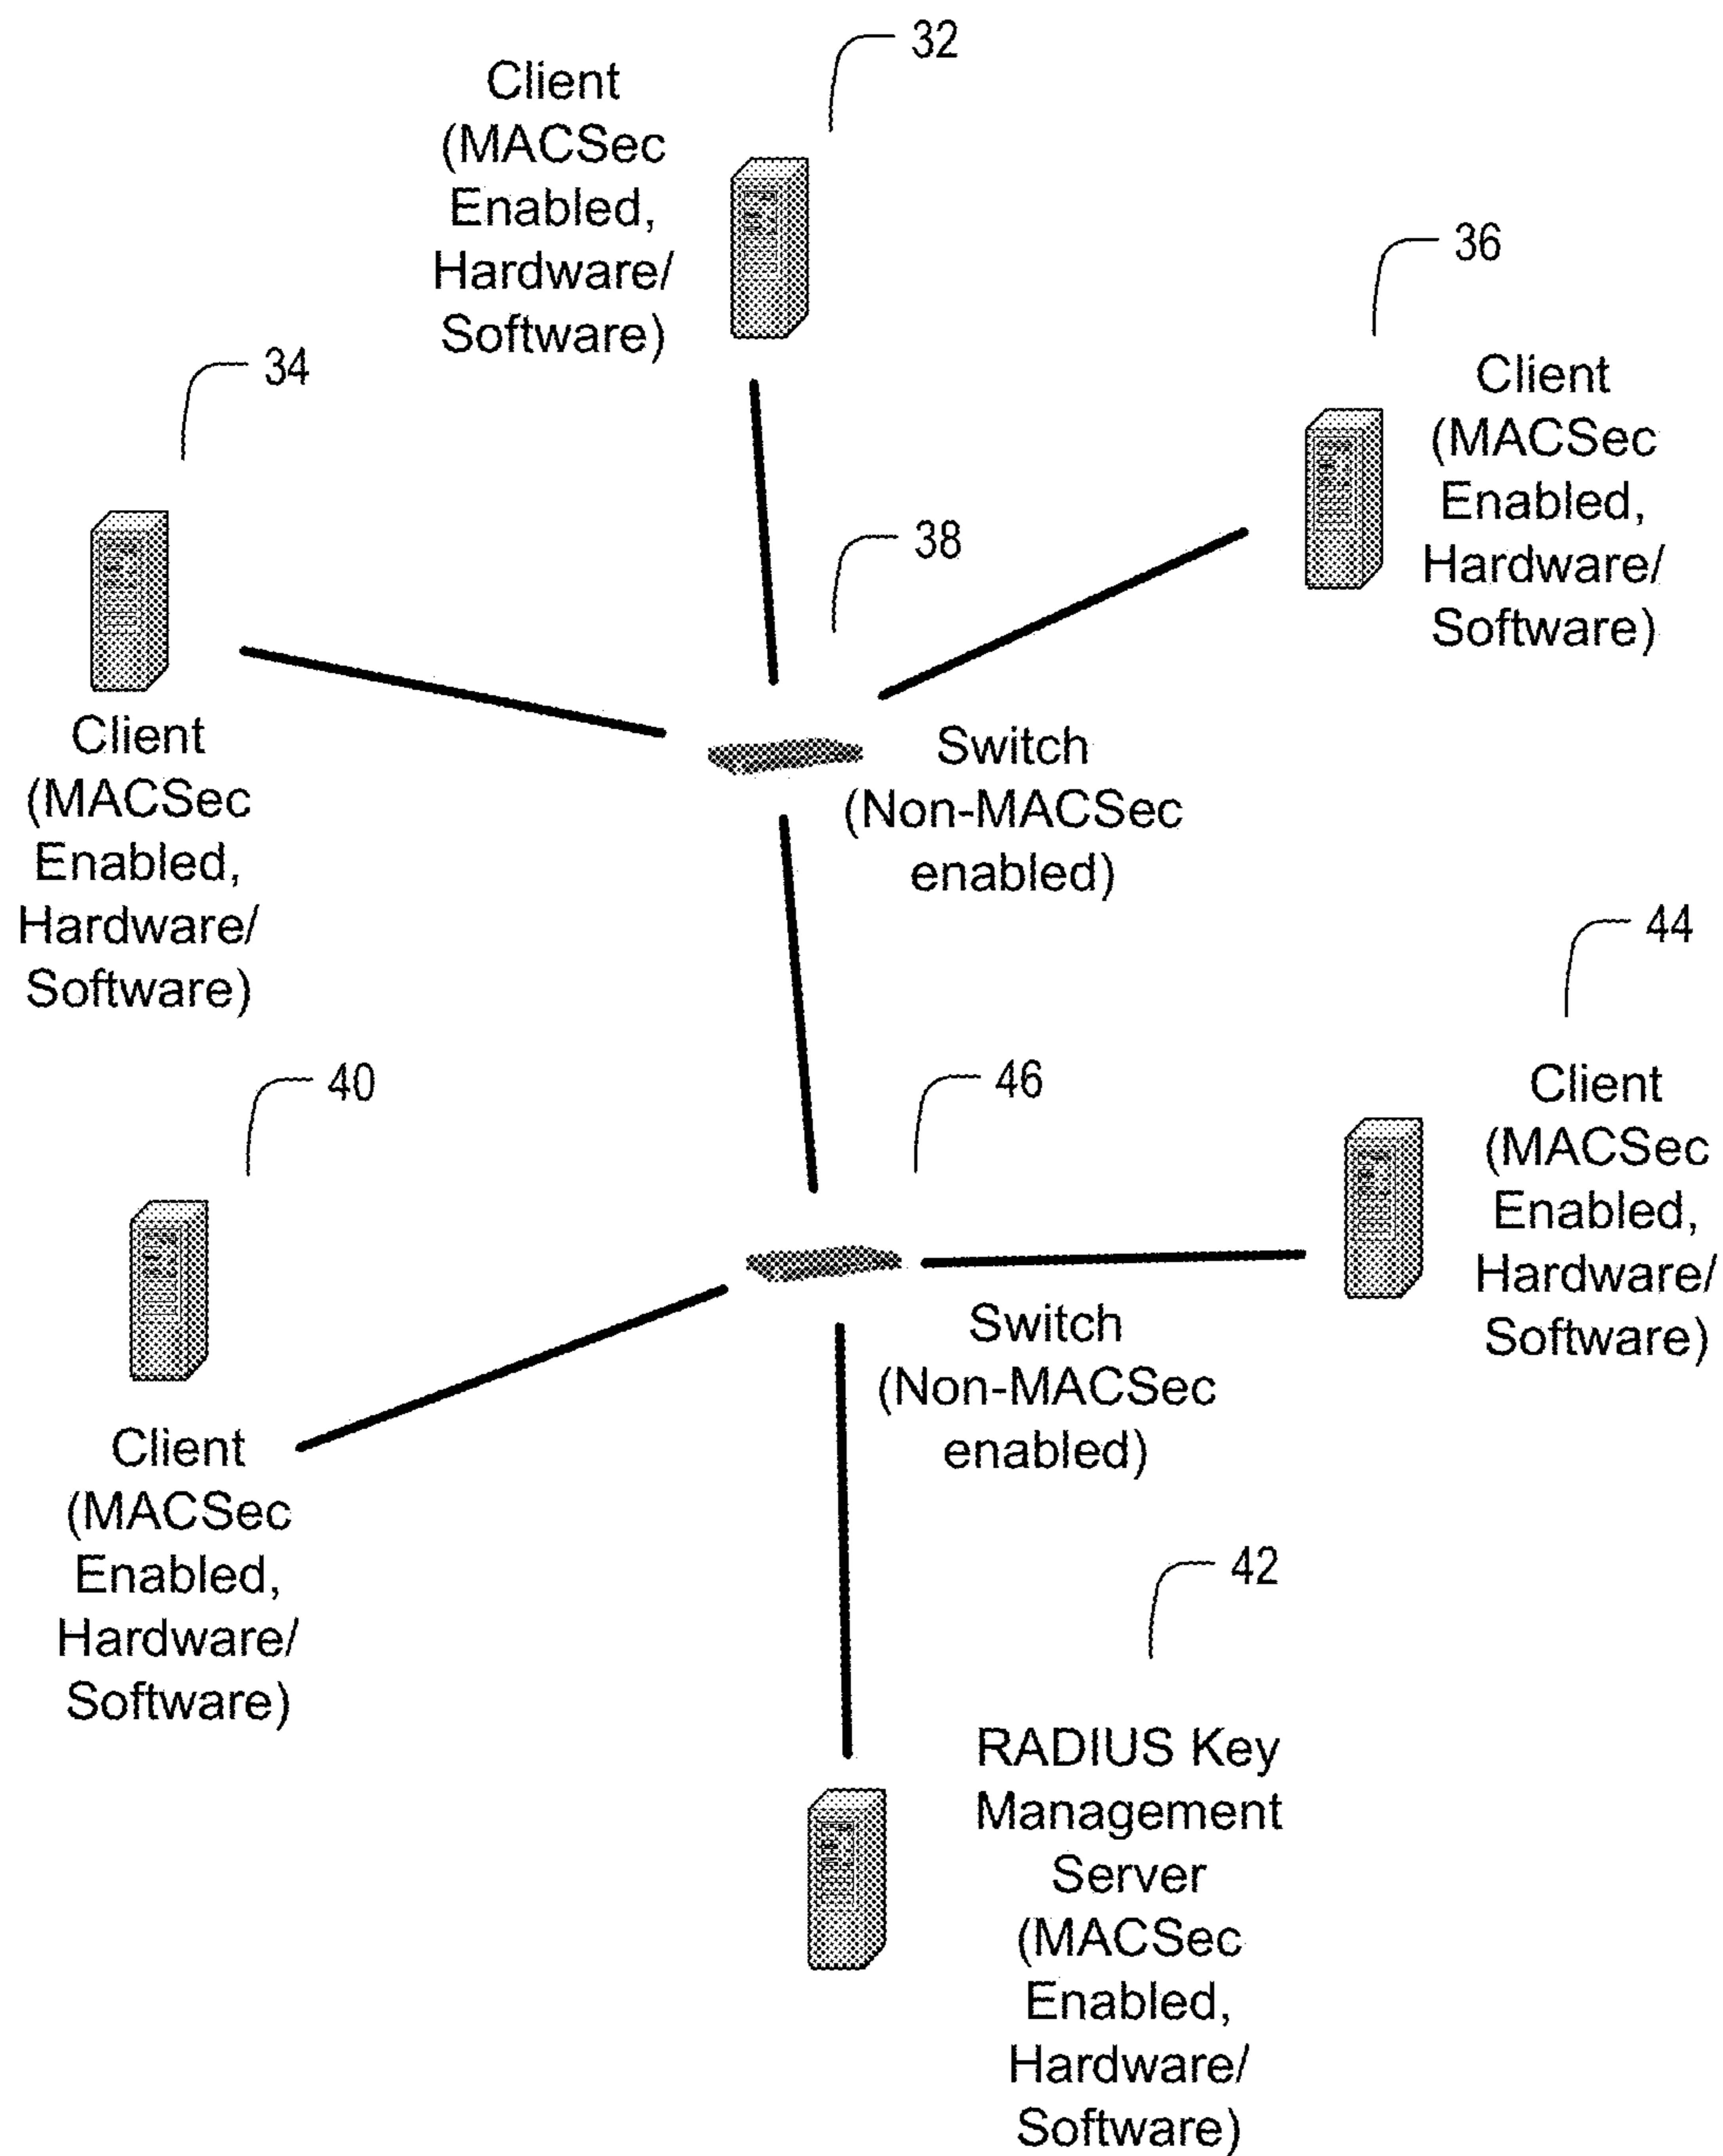 32
Client
(MACSec
Enabled,
Hardware/
Software)
36
Client
(MACSec
Enabled,
Hardware/
Software)
34
Client
(MACSec
Enabled,
Hardware/
Software)
38
Switch
(Non-MACSec
enabled)
44
Client
(MACSec
Enabled,
Hardware/
Software)
40
Client
(MACSec
Enabled,
Hardware/
Software)
46
Switch
(Non-MACSec
enabled)
42
RADIUS Key
Management
Server
(MACSec
Enabled,
Hardware/
Software)